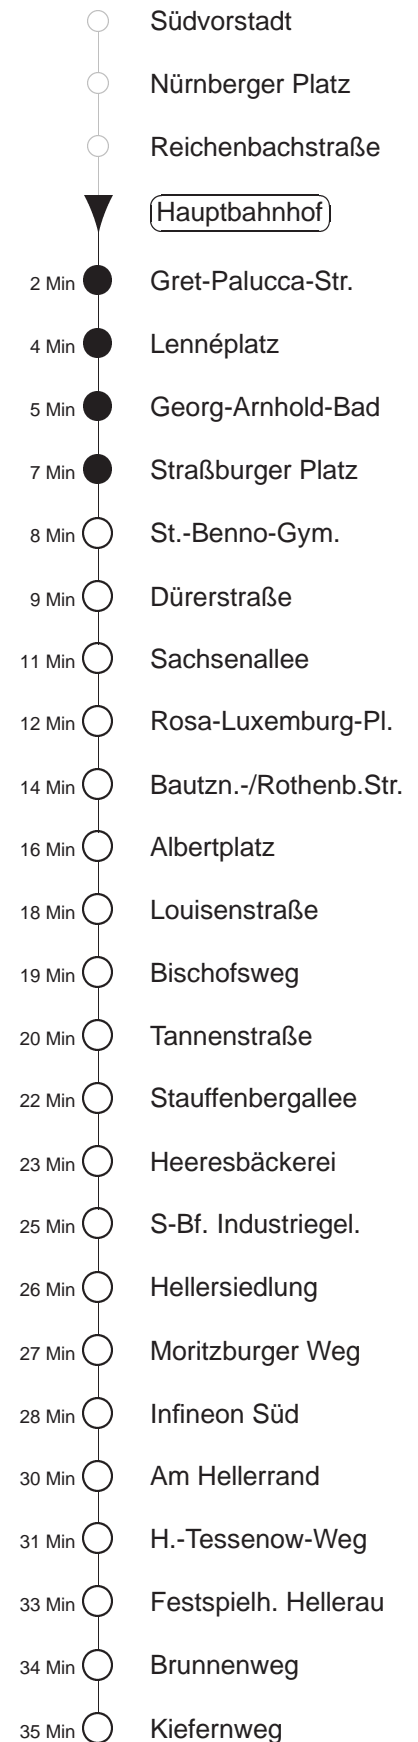 Südvorstadt
Nürnberger Platz
Reichenbachstraße
Hauptbahnhof
2 Min Gret-Palucca-Str.
4 Min Lennéplatz
5 Min Georg-Arnhold-Bad
7 Min Straßburger Platz
8 Min St.-Benno-Gym.
9 Min Dürerstraße
11 Min Sachsenallee
12 Min Rosa-Luxemburg-Pl.
14 Min Bautzn.-/Rothenb.Str.
16 Min Albertplatz
18 Min Louisenstraße
19 Min Bischofsweg
20 Min Tannenstraße
22 Min Stauffenbergallee
23 Min Heeresbäckerei
25 Min S-Bf. Industriegel.
26 Min Hellersiedlung
27 Min Moritzburger Weg
28 Min Infineon Süd
30 Min Am Hellerrand
31 Min H.-Tessenow-Weg
33 Min Festspielh. Hellerau
34 Min Brunnenweg
35 Min Kiefernweg